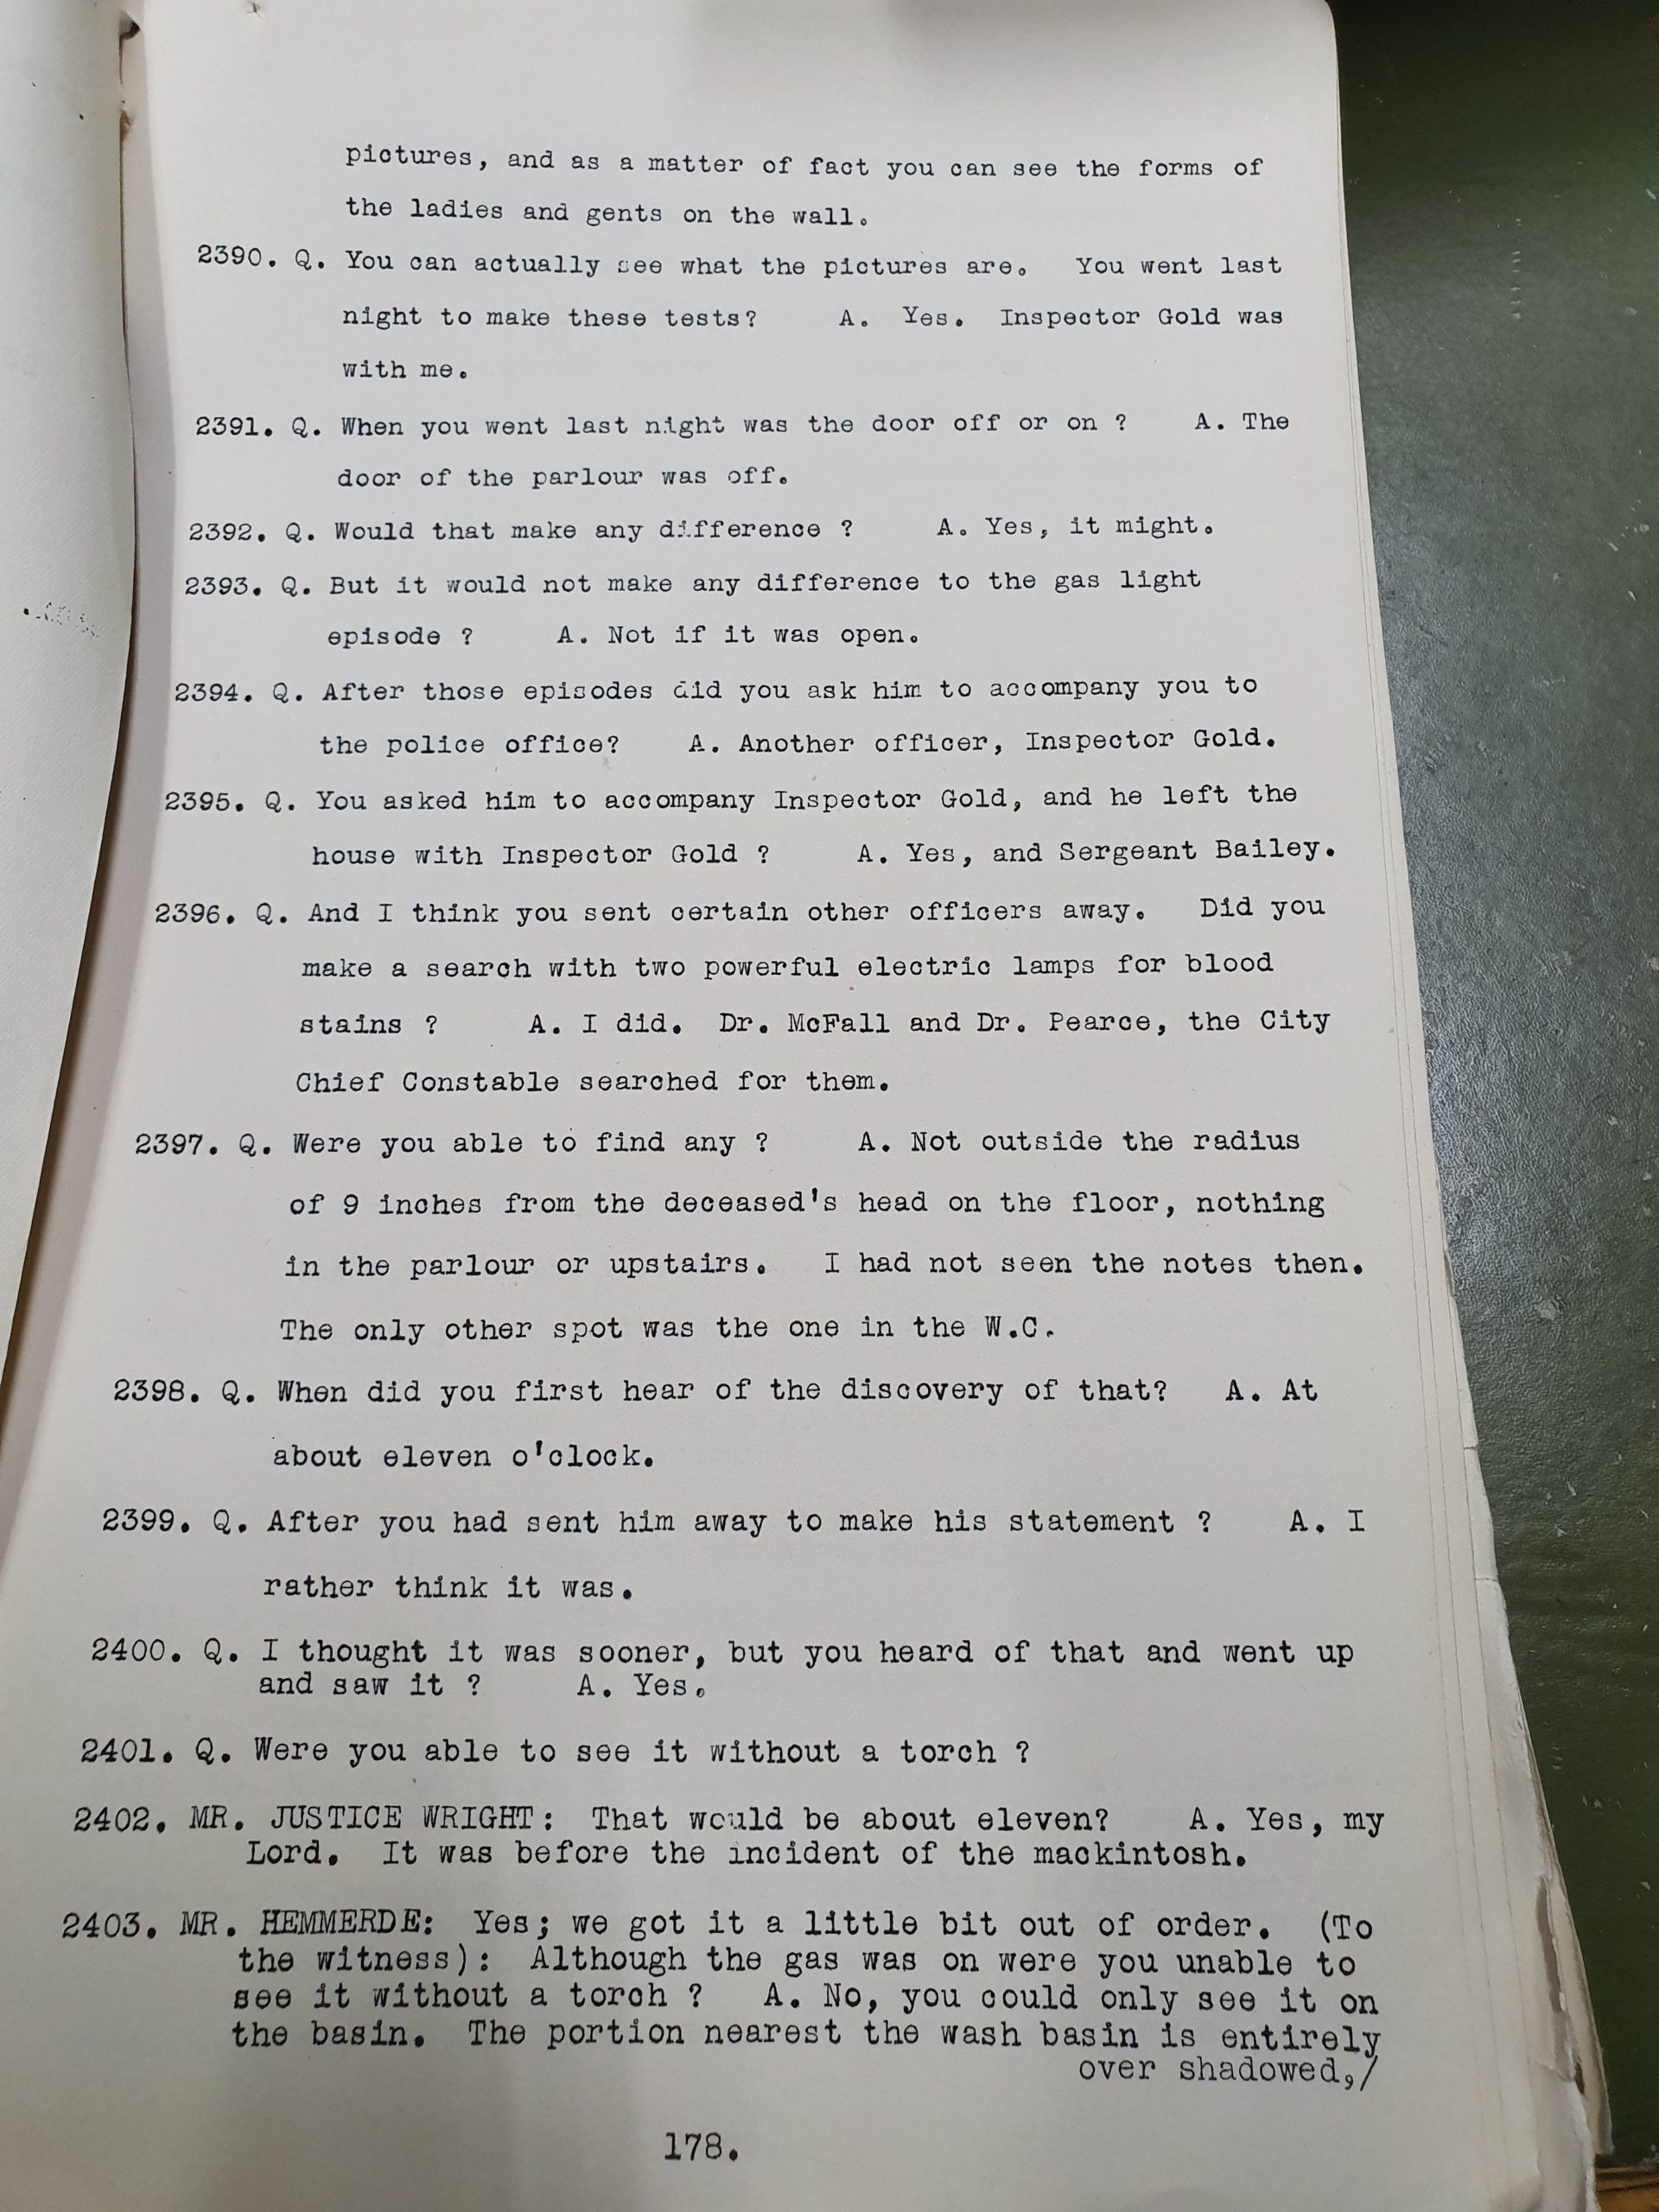 pictures, and as a matter of fact you can see the forms of
the ladies and gents on the wall.
2390. Q. You can actually see what the pictures are. You went last
night to make these tests? A. Yes. Inspector Gold was
with me.
2391. Q. When you went last night was the door off or on ? A. The
door of the parlour was off.
2392. Q. Would that make any difference ? A. Yes, it might.
2393. Q. But it would not make any difference to the gas light
episode ? A. Not if it was open.
2394. Q. After those episodes did you ask him to accompany you to
the police office? A. Another officer, Inspector Gold.
2395. Q. You asked him to accompany Inspector Gold, and he left the
house with Inspector Gold ? A. Yes, and Sergeant Bailey.
2396. Q. And I think you sent certain other officers away. Did you
make a search with two powerful electric lamps for blood
stains ? A. I did. Dr. McFall and Dr. Pearce, the City
Chief Constable searched for them.
2397. Q. Were you able to find any ? A. Not outside the radius
of 9 inches from the deceased's head on the floor, nothing
in the parlour or upstairs. I had not seen the notes then.
The only other spot was the one in the W.C.
2398. Q. When did you first hear of the discovery of that? A. At
about eleven o'clock.
2399. Q. After you had sent him away to make his statement ? A. I
rather think it was.
2400. Q. I thought it was sooner, but you heard of that and went up
and saw it ? A. Yes.
2401. Q. Were you able to see it without a torch ?
2402. MR. JUSTICE WRIGHT: That would be about eleven? A. Yes, my
Lord. It was before the incident of the mackintosh.
2403. MR. HEMMERDE: Yes; we got it a little bit out of order. (To
the witness): Although the gas was on were you unable to
see it without a torch ? A. No, you could only see it on
the basin. The portion nearest the wash basin is entirely
over shadowed,/
178.